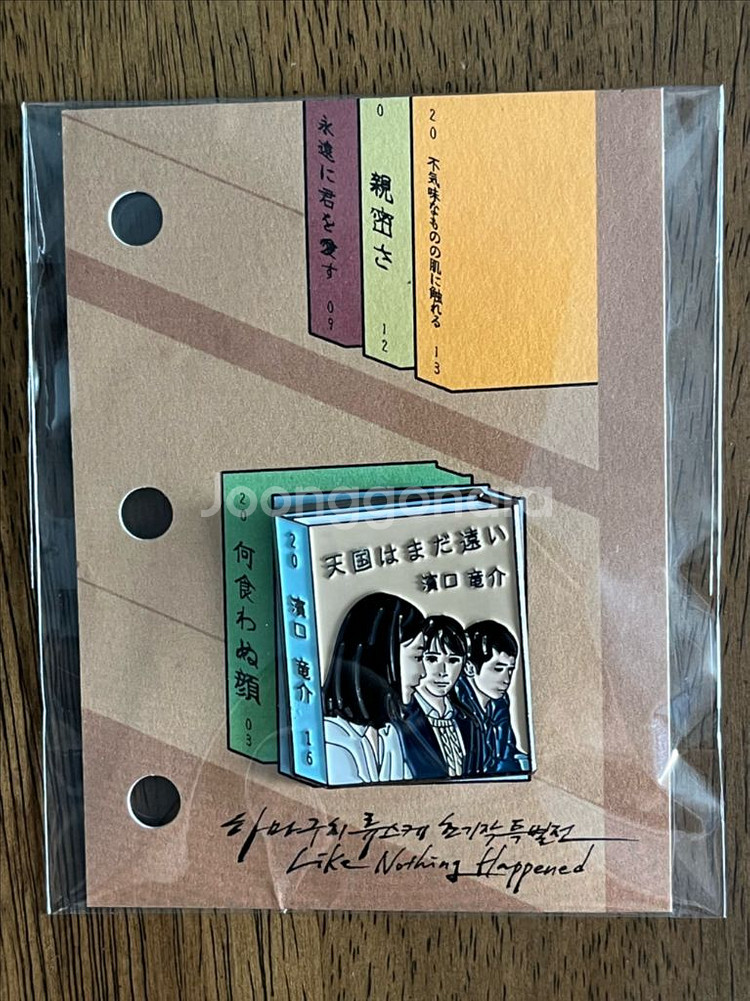 永遠に君を愛す 09
0 親密さ 12
20 不気味なものの肌に触れる 13
Joonggonara
20 何食わぬ顔 03
20 濱口 竜介 16
天国はまだ遠い
濱口 竜介
하마구치 류스케 초기작 특별전
Like Nothing Happened